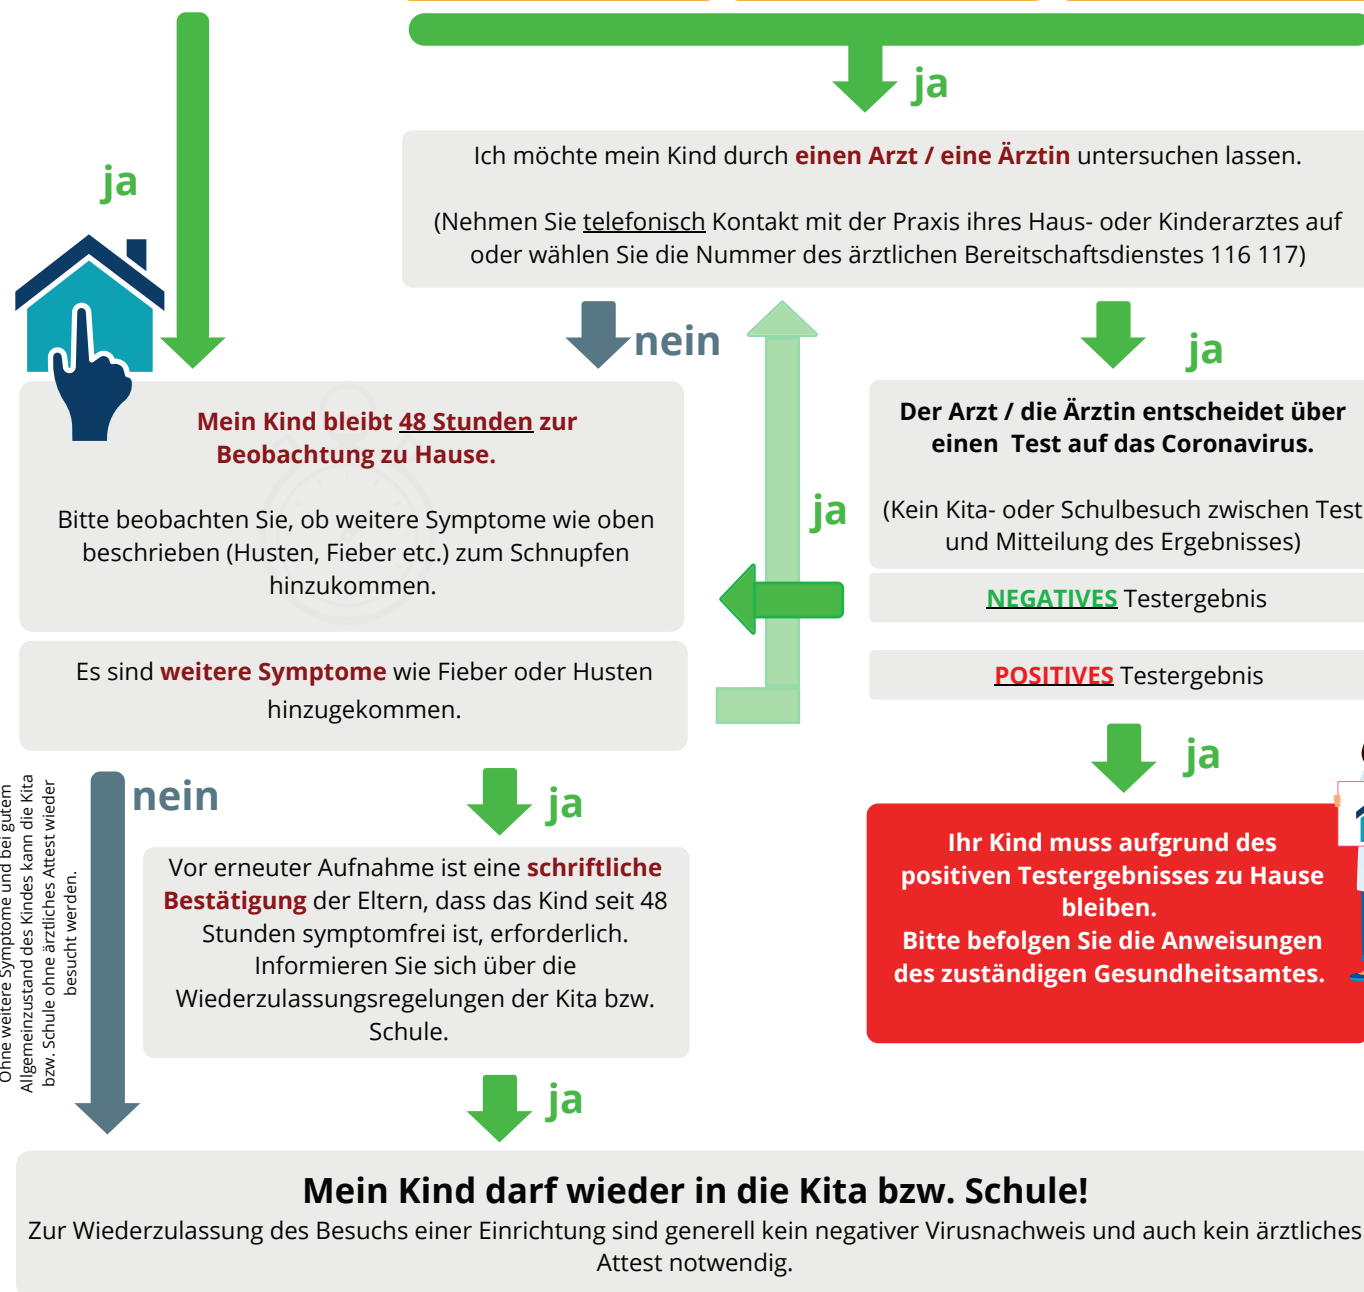 ja
ja
Ich möchte mein Kind durch einen Arzt / eine Ärztin untersuchen lassen.
(Nehmen Sie telefonisch Kontakt mit der Praxis ihres Haus- oder Kinderarztes auf
oder wählen Sie die Nummer des ärztlichen Bereitschaftsdienstes 116 117)
nein
ja
Mein Kind bleibt 48 Stunden zur
Beobachtung zu Hause.
Bitte beobachten Sie, ob weitere Symptome wie oben
beschrieben (Husten, Fieber etc.) zum Schnupfen
hinzukommen.
ja
Der Arzt / die Ärztin entscheidet über
einen Test auf das Coronavirus.
(Kein Kita- oder Schulbesuch zwischen Test
und Mitteilung des Ergebnisses)
NEGATIVES Testergebnis
POSITIVES Testergebnis
Es sind weitere Symptome wie Fieber oder Husten
hinzugekommen.
nein
ja
ja
Ohne weitere Symptome und bei gutem
Allgemeinzustand des Kindes kann die Kita
bzw. Schule ohne ärztliches Attest wieder
besucht werden.
Vor erneuter Aufnahme ist eine schriftliche
Bestätigung der Eltern, dass das Kind seit 48
Stunden symptomfrei ist, erforderlich.
Informieren Sie sich über die
Wiederzulassungsregelungen der Kita bzw.
Schule.
Ihr Kind muss aufgrund des
positiven Testergebnisses zu Hause
bleiben.
Bitte befolgen Sie die Anweisungen
des zuständigen Gesundheitsamtes.
ja
Mein Kind darf wieder in die Kita bzw. Schule!
Zur Wiederzulassung des Besuchs einer Einrichtung sind generell kein negativer Virusnachweis und auch kein ärztliches
Attest notwendig.